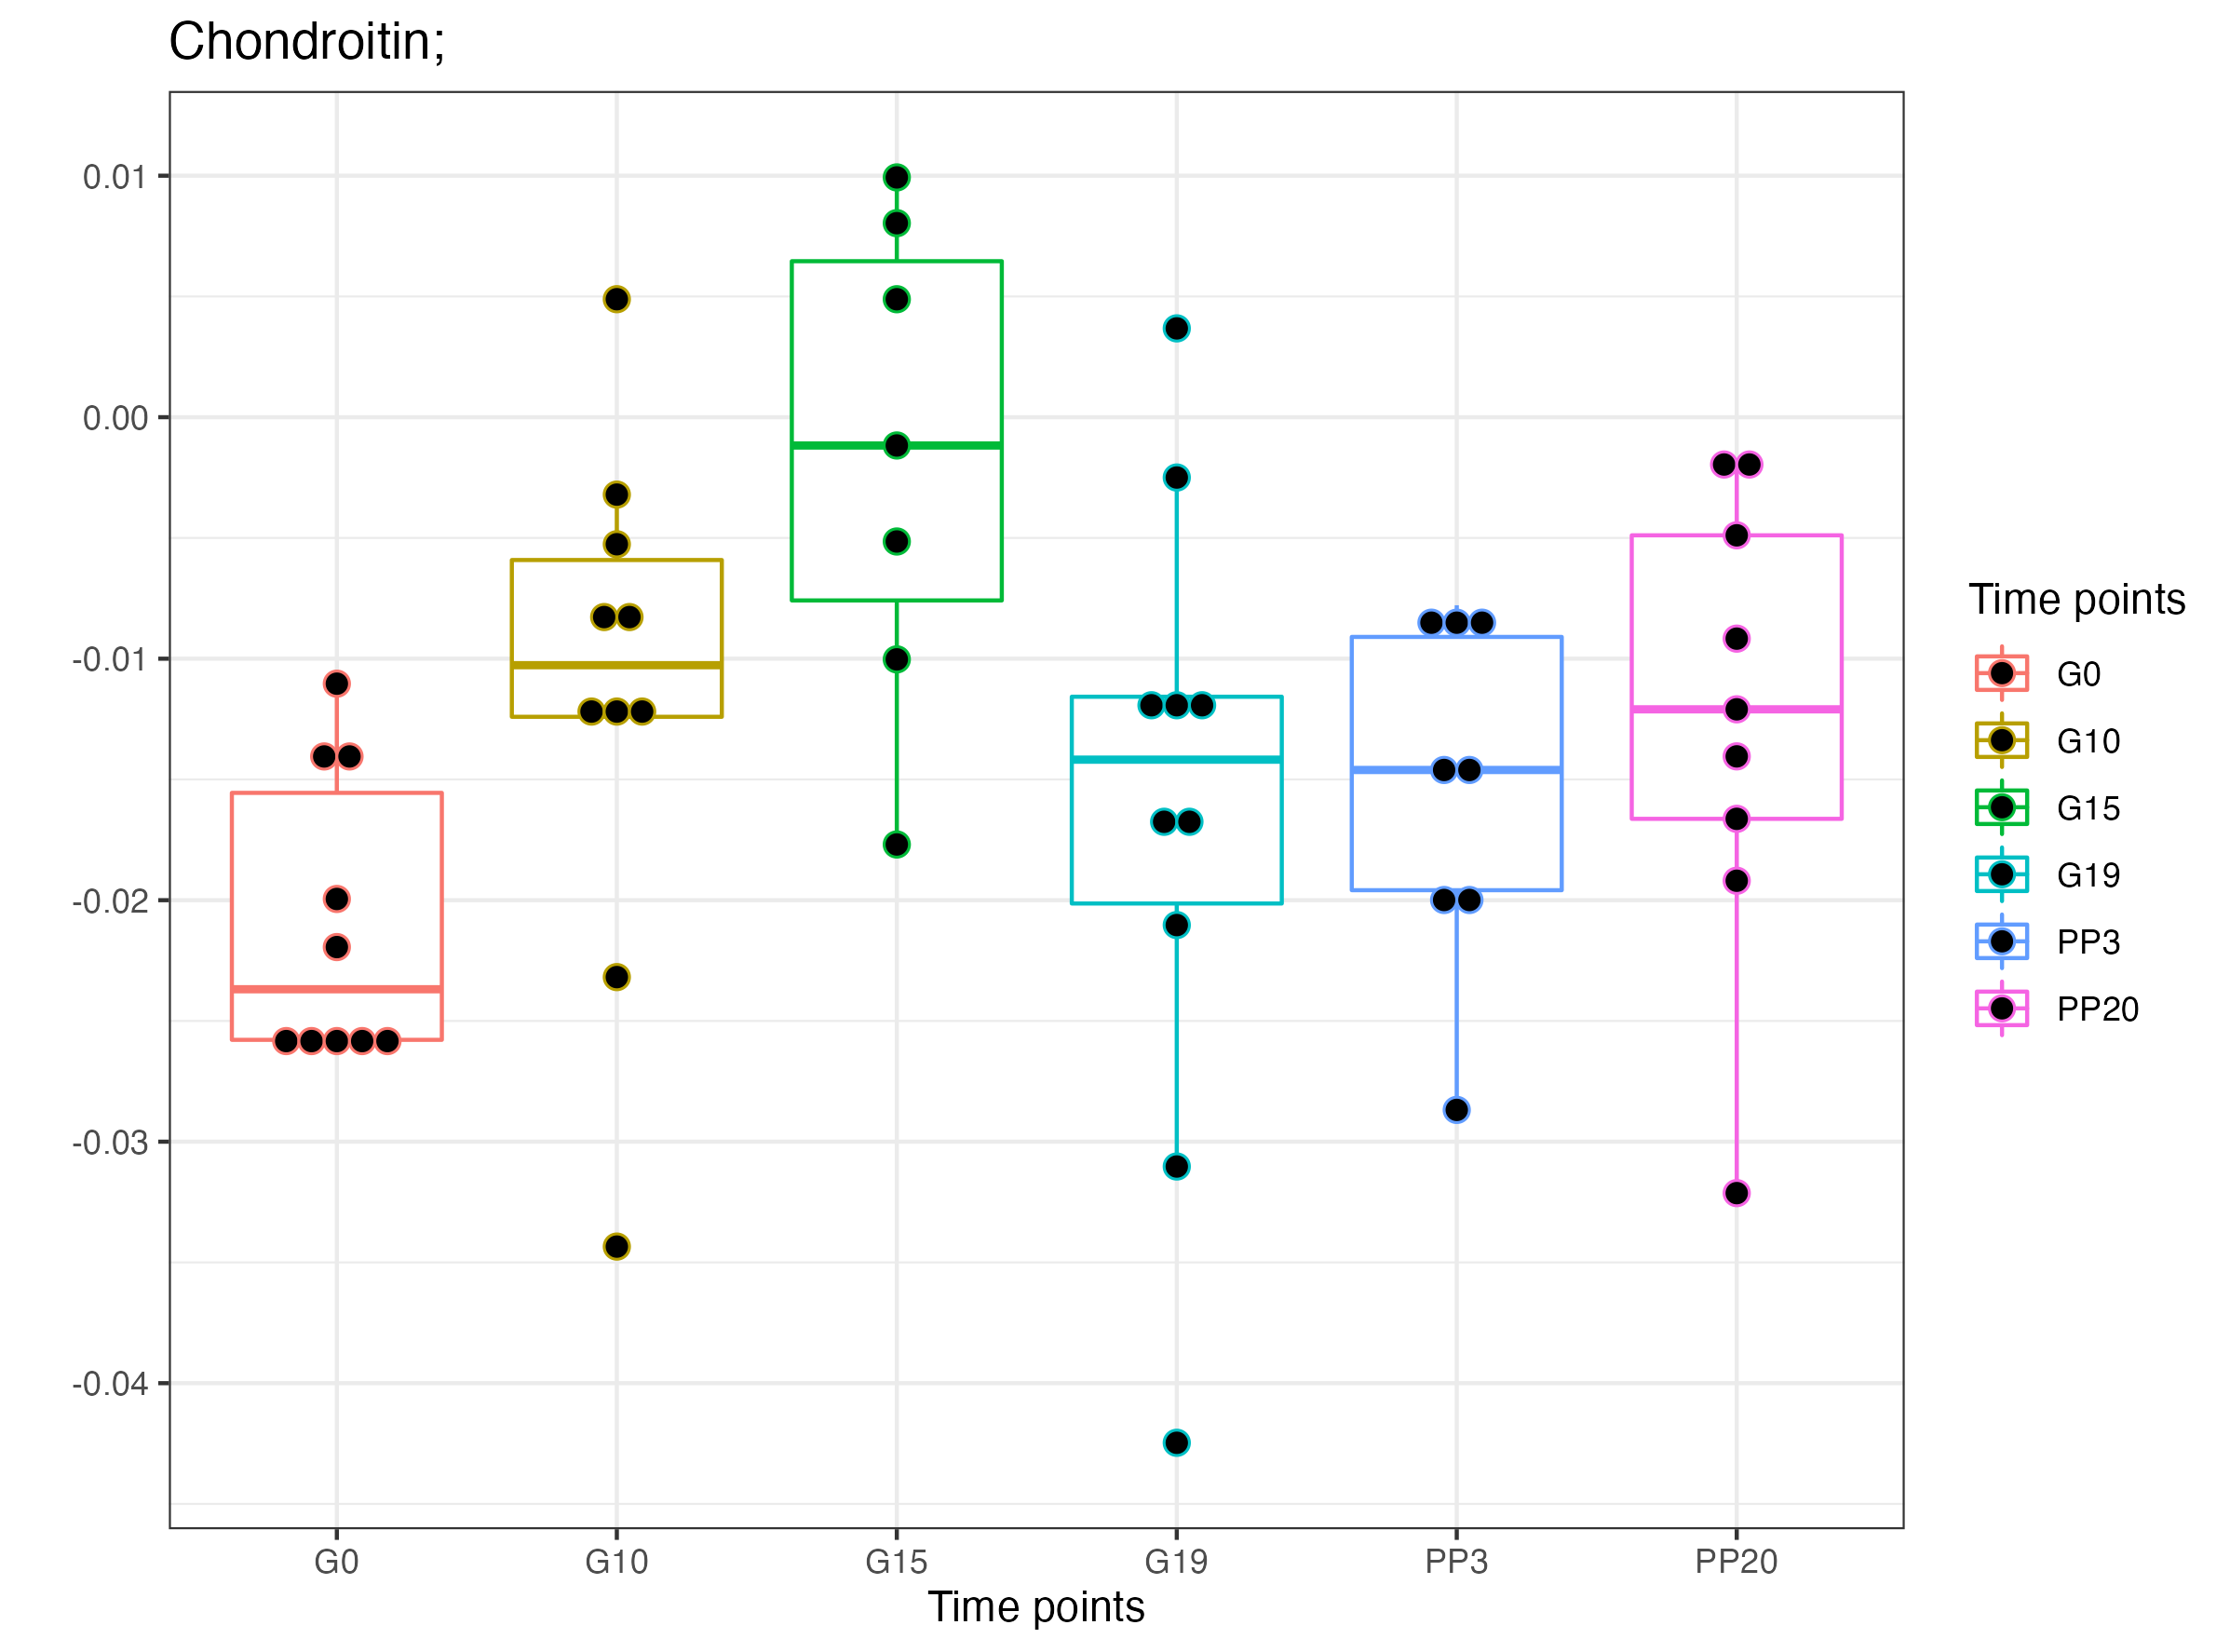 Chondroitin;
0.01
0.00
-0.01
-0.02
-0.03
-0.04
G0 G10 G15 G19 PP3 PP20
Time points
Time points
G0
G10
G15
G19
PP3
PP20